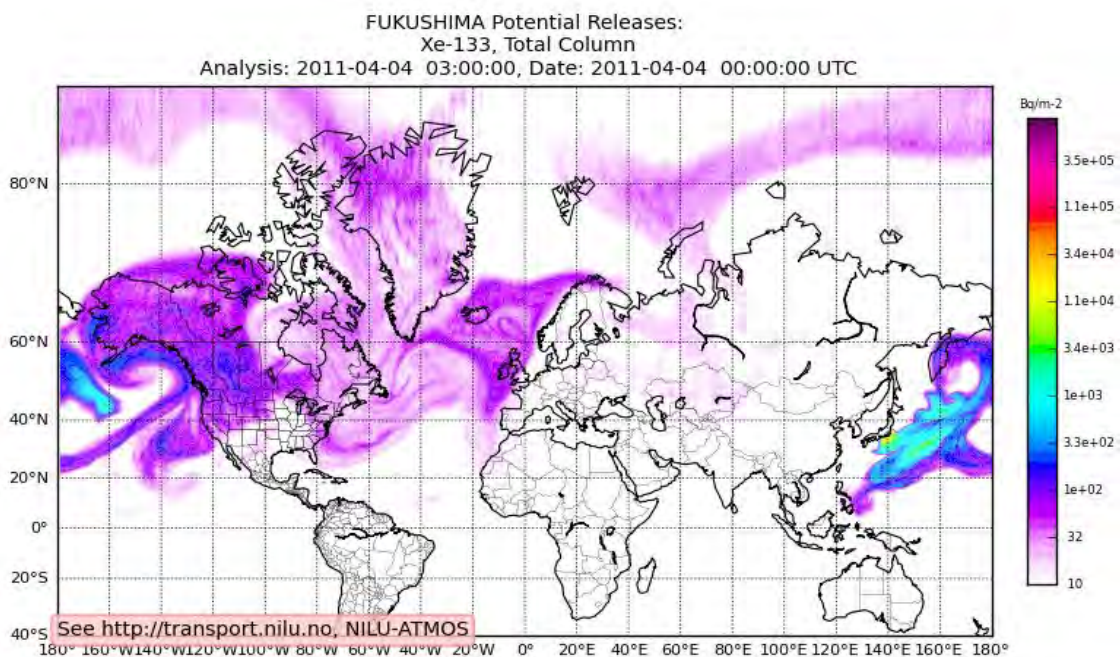 FUKUSHIMA Potential Releases:
Xe-133, Total Column
Analysis: 2011-04-04  03:00:00, Date: 2011-04-04  00:00:00 UTC
Bq/m-2
3.5e+05
11e+05
3.4e+04
11e+04
3.4e+03
1e+03
3.3e+02
1e+02
32
10
80°N
60°N
40°N
20°N
0°
20°S
40°S
See http://transport.nilu.no, NILU-ATMOS
180° 160°W 140°W 120°W 100°W 80°W 60°W 40°W 20°W 0° 20°E 40°E 60°E 80°E 100°E 120°E 140°E 160°E 180°